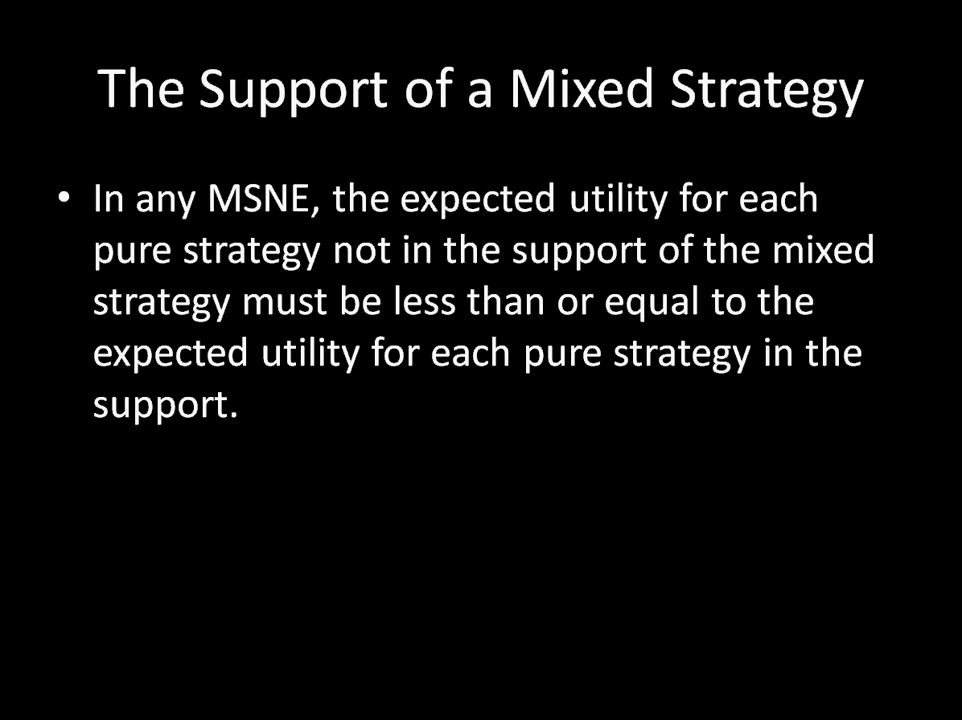 The Support of a Mixed Strategy
• In any MSNE, the expected utility for each
pure strategy not in the support of the mixed
strategy must be less than or equal to the
expected utility for each pure strategy in the
support.